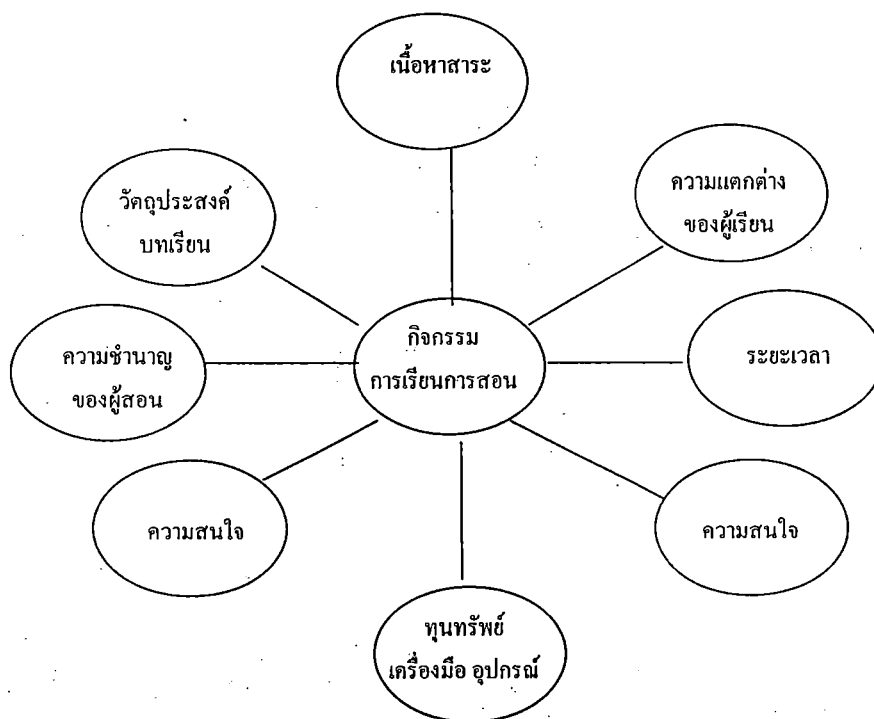 เนื้อหาสาระ
วัตถุประสงค์
บทเรียน
ความแตกต่าง
ของผู้เรียน
กิจกรรม
การเรียนการสอน
ความชำนาญ
ของผู้สอน
ระยะเวลา
ความสนใจ
ความสนใจ
ทุนทรัพย์
เครื่องมือ อุปกรณ์